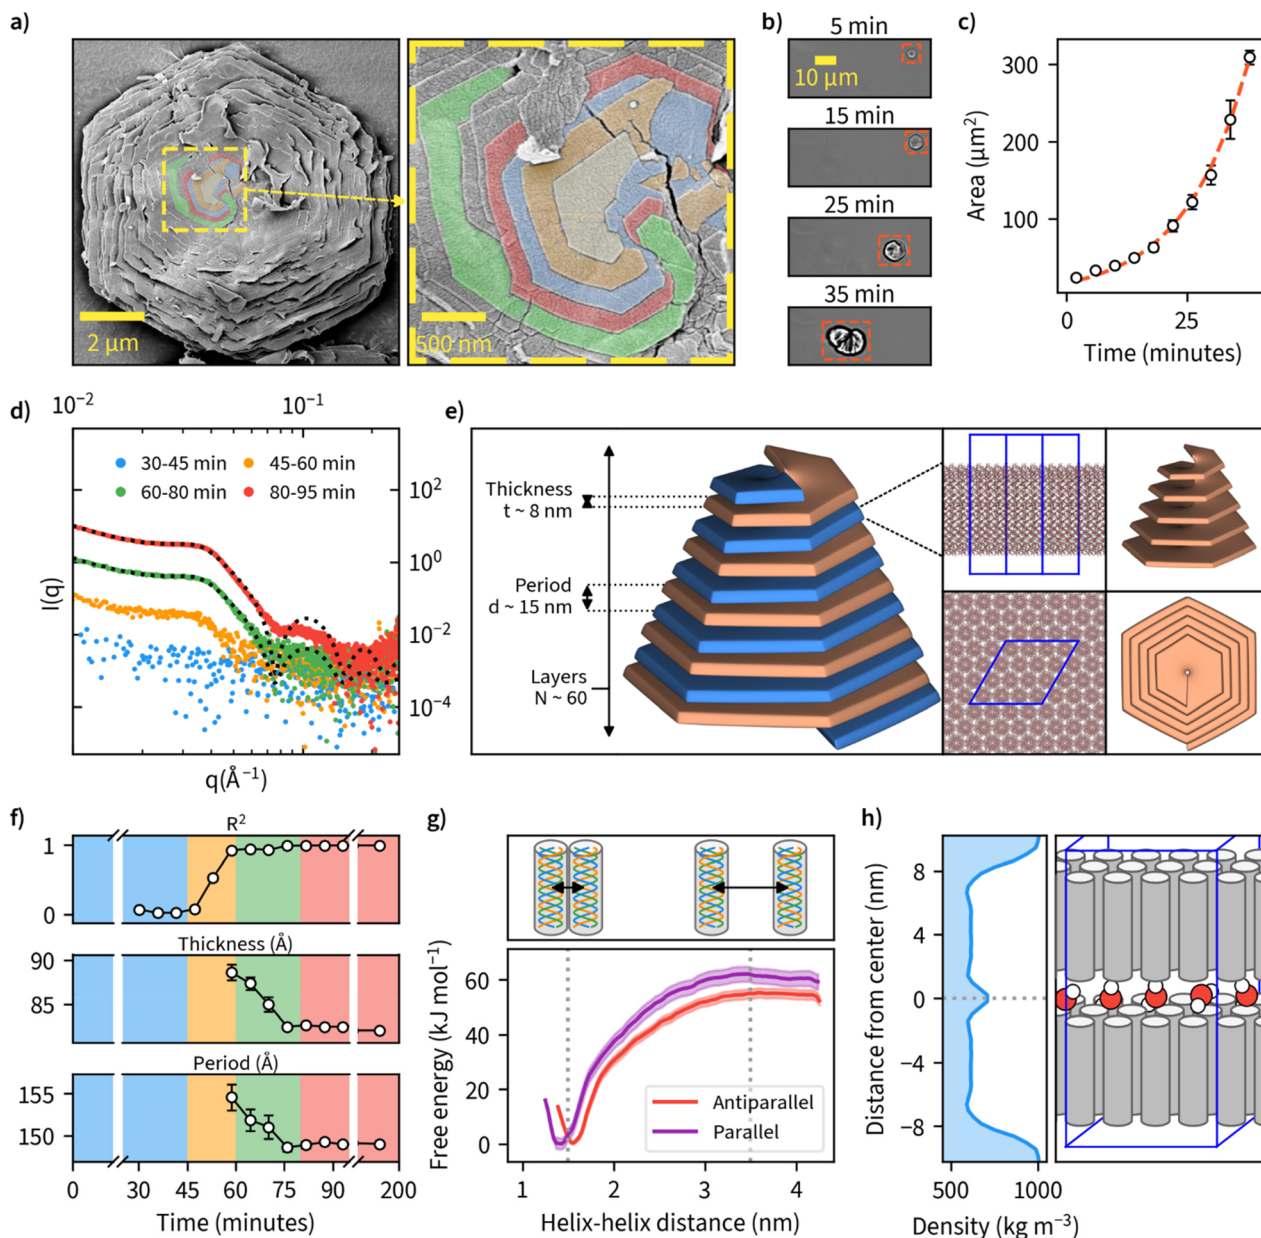 a)
2 µm
500 nm
b)
5 min
10 µm
15 min
25 min
35 min
c)
300
200
100
Area (µm²)
0 25
Time (minutes)
d)
10⁻² 10⁻¹
30-45 min 45-60 min
60-80 min 80-95 min
I(q)
10²
10⁰
10⁻²
10⁻⁴
q(Å⁻¹)
e)
Thickness
t ~ 8 nm
Period
d ~ 15 nm
Layers
N ~ 60
f)
R²
1
0
Thickness (Å)
90
85
Period (Å)
155
150
0 30 45 60 75 90 200
Time (minutes)
g)
Free energy (kJ mol⁻¹)
60
40
20
0
Antiparallel
Parallel
1 2 3 4
Helix-helix distance (nm)
h)
Distance from center (nm)
8
4
0
−4
−8
500 1000
Density (kg m⁻³)